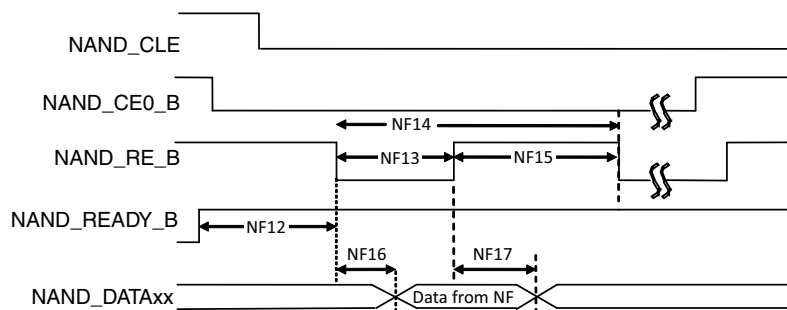 NAND_CLE
NAND_CE0_B
NF14
NAND_RE_B
NF13
NF15
NAND_READY_B
NF12
NF16
NF17
NAND_DATAxx
Data from NF